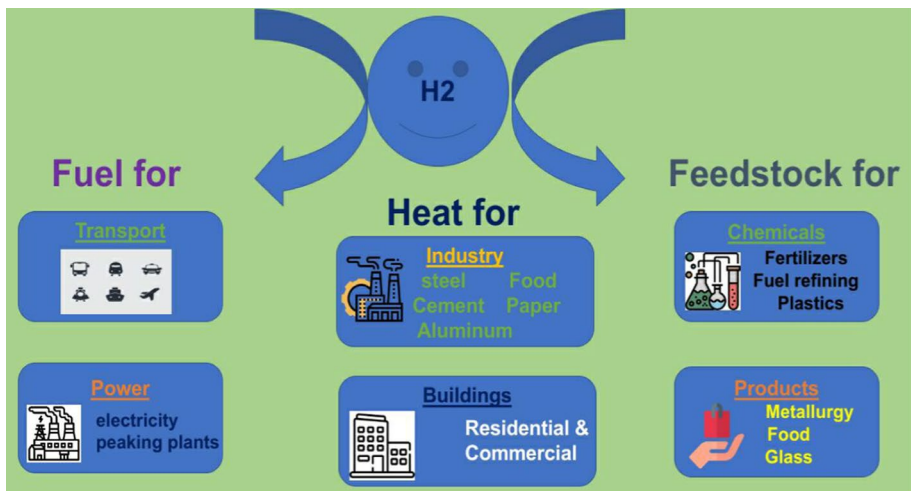 H2
Fuel for
Transport
Power
electricity
peaking plants
Heat for
Industry
steel Food
Cement Paper
Aluminum
Buildings
Residential &
Commercial
Feedstock for
Chemicals
Fertilizers
Fuel refining
Plastics
Products
Metallurgy
Food
Glass